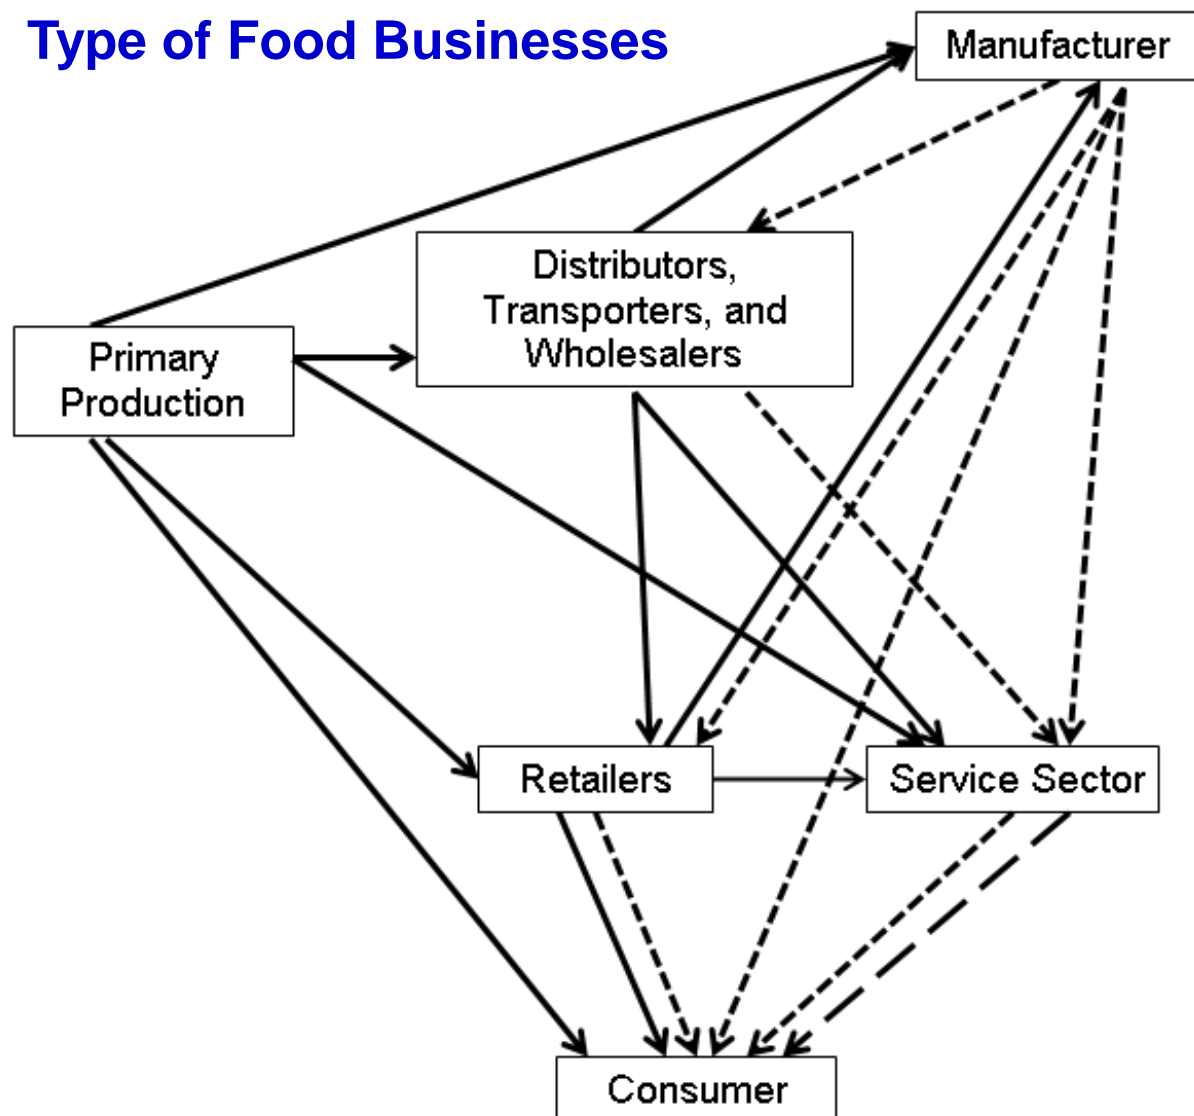 Type of Food Businesses
Manufacturer
Distributors,
Transporters, and
Wholesalers
Primary
Production
Retailers
Service Sector
Consumer